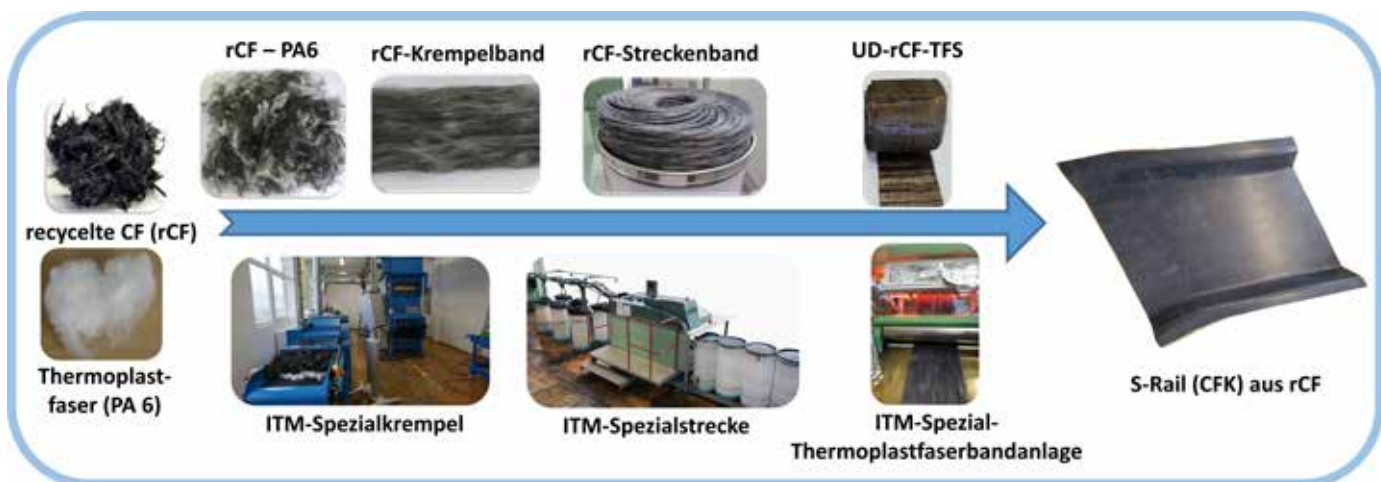 rCF – PA6
rCF-Krempelband
rCF-Streckenband
UD-rCF-TFS
recycelte CF (rCF)
Thermoplast-
faser (PA 6)
ITM-Spezialkrempel
ITM-Spezialstrecke
ITM-Spezial-
Thermoplastfaserbandanlage
S-Rail (CFK) aus rCF